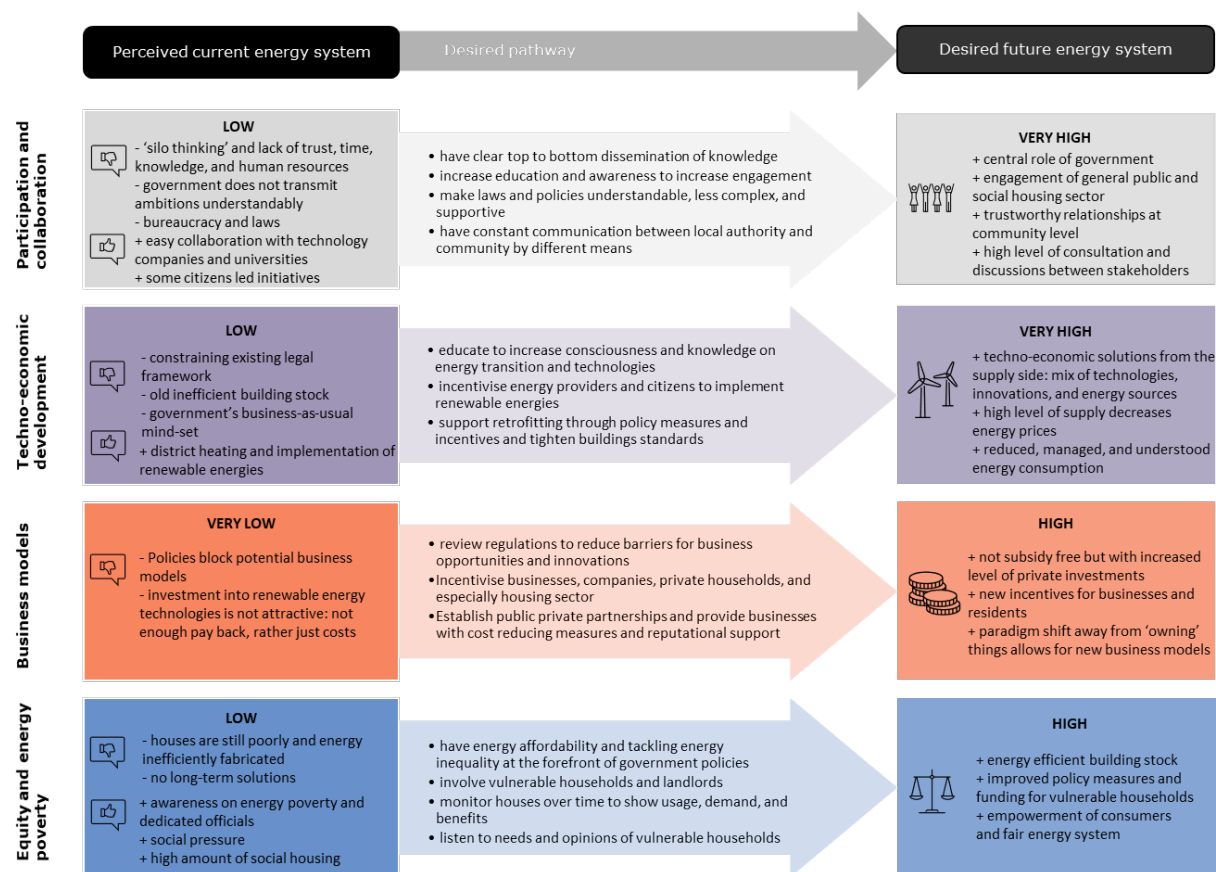 Perceived current energy system
Desired pathway
Desired future energy system
Participation and
collaboration
LOW
- ‘silo thinking’ and lack of trust, time,
knowledge, and human resources
- government does not transmit
ambitions understandably
- bureaucracy and laws
+ easy collaboration with technology
companies and universities
+ some citizens led initiatives
• have clear top to bottom dissemination of knowledge
• increase education and awareness to increase engagement
• make laws and policies understandable, less complex, and
supportive
• have constant communication between local authority and
community by different means
VERY HIGH
+ central role of government
+ engagement of general public and
social housing sector
+ trustworthy relationships at
community level
+ high level of consultation and
discussions between stakeholders
Techno-economic
development
LOW
- constraining existing legal
framework
- old inefficient building stock
- government’s business-as-usual
mind-set
+ district heating and implementation of
renewable energies
• educate to increase consciousness and knowledge on
energy transition and technologies
• incentivise energy providers and citizens to implement
renewable energies
• support retrofitting through policy measures and
incentives and tighten buildings standards
VERY HIGH
+ techno-economic solutions from the
supply side: mix of technologies,
innovations, and energy sources
+ high level of supply decreases
energy prices
+ reduced, managed, and understood
energy consumption
Business models
VERY LOW
- Policies block potential business
models
- investment into renewable energy
technologies is not attractive: not
enough pay back, rather just costs
• review regulations to reduce barriers for business
opportunities and innovations
•Incentivise businesses, companies, private households, and
especially housing sector
•Establish public private partnerships and provide businesses
with cost reducing measures and reputational support
HIGH
+ not subsidy free but with increased
level of private investments
+ new incentives for businesses and
residents
+ paradigm shift away from ‘owning’
things allows for new business models
Equity and energy
poverty
LOW
- houses are still poorly and energy
inefficiently fabricated
- no long-term solutions
+ awareness on energy poverty and
dedicated officials
+ social pressure
+ high amount of social housing
• have energy affordability and tackling energy
inequality at the forefront of government policies
• involve vulnerable households and landlords
• monitor houses over time to show usage, demand, and
benefits
• listen to needs and opinions of vulnerable households
HIGH
+ energy efficient building stock
+ improved policy measures and
funding for vulnerable households
+ empowerment of consumers
and fair energy system